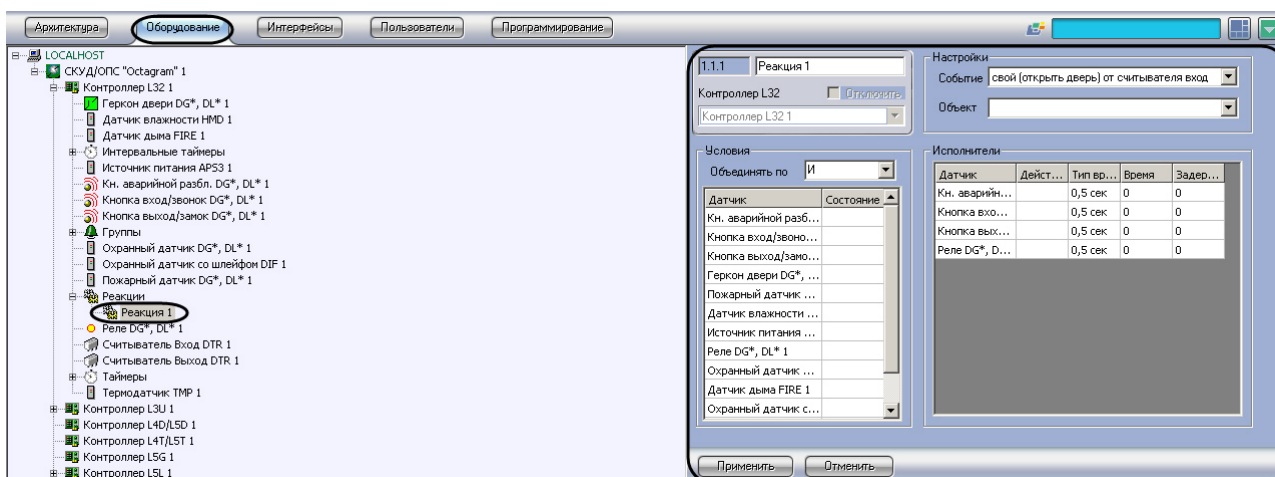 Архитектура Оборудование Интерфейсы Пользователи Программирование
LOCALHOST
СКУД/ОПС "Octagram" 1
Контроллер L32 1
Геркон двери DG*, DL* 1
Датчик влажности HMD 1
Датчик дыма FIRE 1
Интервальные таймеры
Источник питания APS3 1
Кн. аварийной разбл. DG*, DL* 1
Кнопка вход/звонок DG*, DL* 1
Кнопка выход/замок DG*, DL* 1
Группы
Охранный датчик DG*, DL* 1
Охранный датчик со шлейфом DIF 1
Пожарный датчик DG*, DL* 1
Реакции
Реакция 1
Реле DG*, DL* 1
Считыватель Вход DTR 1
Считыватель Выход DTR 1
Таймеры
Термодатчик TMP 1
Контроллер L3U 1
Контроллер L4D/L5D 1
Контроллер L4T/L5T 1
Контроллер L5G 1
Контроллер L5L 1
1.1.1 Реакция 1
Контроллер L32 Отключить
Контроллер L32 1
Настройки
Событие свой (открыть дверь) от считывателя вход
Объект
Условия
Объединять по И
Датчик Состояние
Кн. аварийной разб...
Кнопка вход/звоно...
Кнопка выход/замо...
Геркон двери DG*, ...
Пожарный датчик ...
Датчик влажности ...
Источник питания ...
Реле DG*, DL* 1
Охранный датчик ...
Датчик дыма FIRE 1
Охранный датчик с...
Исполнители
Датчик Дейст... Тип вр... Время Задер...
Кн. аварийн... 0,5 сек 0 0
Кнопка вхо... 0,5 сек 0 0
Кнопка вых... 0,5 сек 0 0
Реле DG*, D... 0,5 сек 0 0
Применить Отменить